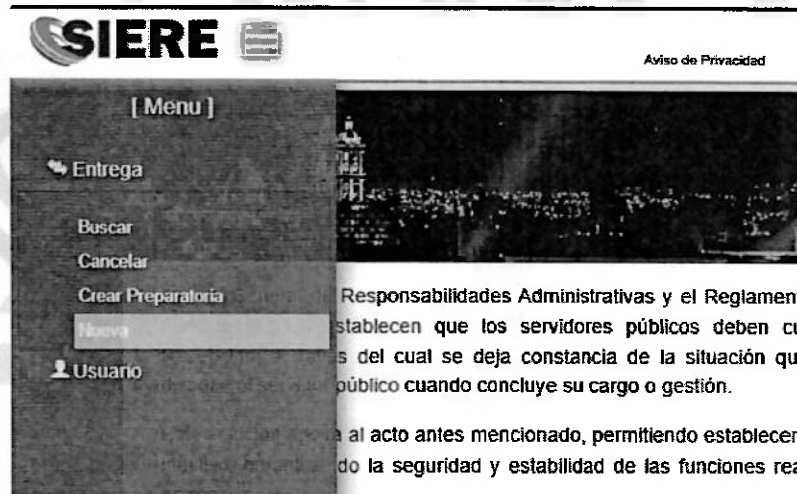 SIERE
Aviso de Privacidad
[ Menu ]
Entrega
Buscar
Cancelar
Crear Preparatoria
Nueva
Usuario
Responsabilidades Administrativas y el Reglamen
stablecen que los servidores públicos deben cu
s del cual se deja constancia de la situación qu
público cuando concluye su cargo o gestión.
al acto antes mencionado, permitiendo establecer
do la seguridad y estabilidad de las funciones rea